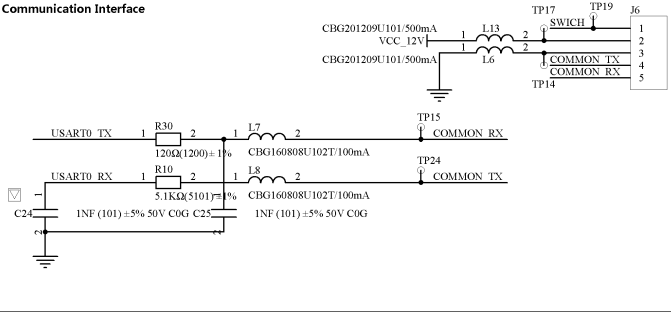 Communication Interface
TP19
TP17
J6
SWICH
CBG201209U101/500mA
L13
VCC_12V
1
2
1
2
1
2
3
4
5
CBG201209U101/500mA
L6
COMMON_TX
COMMON_RX
TP14
R30
L7
TP15
USART0_TX
1
2
1
2
COMMON_RX
120Ω(1200)±1%
CBG160808U102T/100mA
R10
L8
TP24
USART0_RX
1
2
1
2
COMMON_TX
5.1KΩ(5101)±1%
CBG160808U102T/100mA
1
C24
1NF (101) ±5% 50V C0G
C25
1NF (101) ±5% 50V C0G
2
2